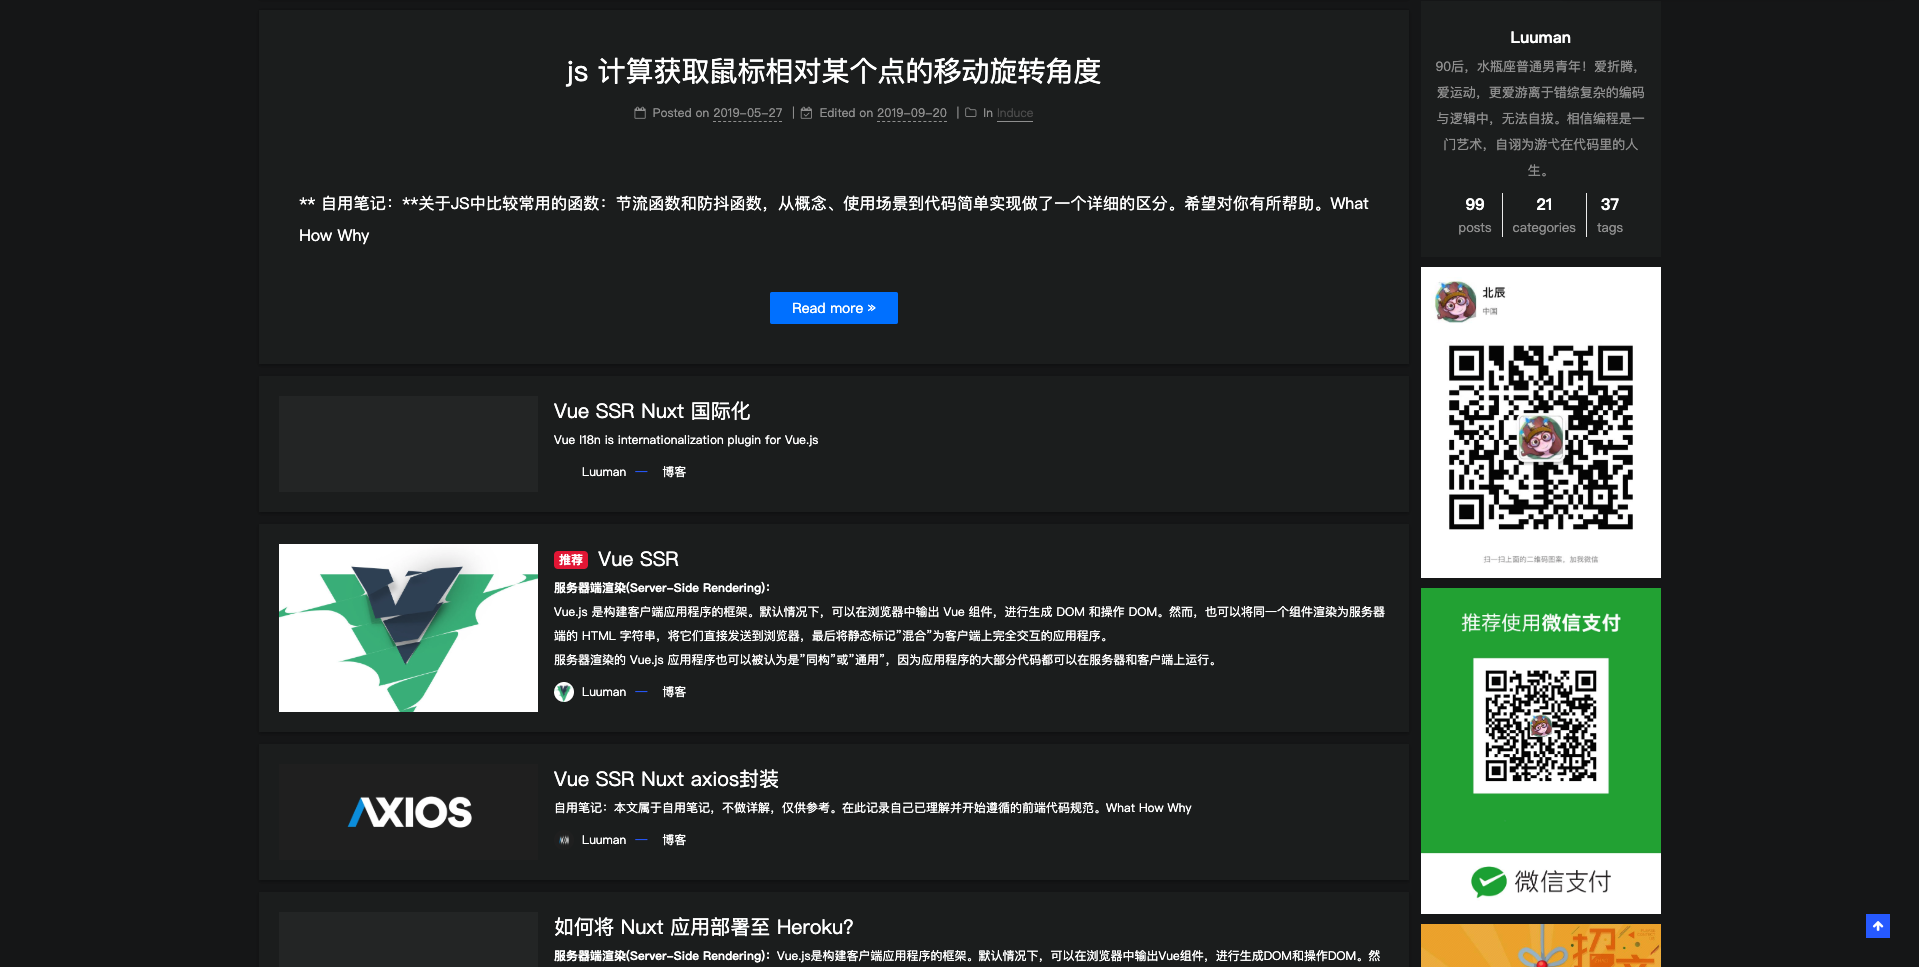 js 计算获取鼠标相对某个点的移动旋转角度
Posted on 2019-05-27 | Edited on 2019-09-20 | In Induce
** 自用笔记：**关于JS中比较常用的函数：节流函数和防抖函数，从概念、使用场景到代码简单实现做了一个详细的区分。希望对你有所帮助。What
How Why
Read more »
Vue SSR Nuxt 国际化
Vue I18n is internationalization plugin for Vue.js
Luuman — 博客
推荐 Vue SSR
服务器端渲染(Server-Side Rendering)：
Vue.js 是构建客户端应用程序的框架。默认情况下，可以在浏览器中输出 Vue 组件，进行生成 DOM 和操作 DOM。然而，也可以将同一个组件渲染为服务器
端的 HTML 字符串，将它们直接发送到浏览器，最后将静态标记”混合”为客户端上完全交互的应用程序。
服务器渲染的 Vue.js 应用程序也可以被认为是”同构”或”通用”，因为应用程序的大部分代码都可以在服务器和客户端上运行。
Luuman — 博客
AXIOS
Vue SSR Nuxt axios封装
自用笔记：本文属于自用笔记，不做详解，仅供参考。在此记录自己已理解并开始遵循的前端代码规范。What How Why
Luuman — 博客
如何将 Nuxt 应用部署至 Heroku?
服务器端渲染(Server-Side Rendering)：Vue.js是构建客户端应用程序的框架。默认情况下，可以在浏览器中输出Vue组件，进行生成DOM和操作DOM。然
Luuman
90后，水瓶座普通男青年！爱折腾，
爱运动，更爱游离于错综复杂的编码
与逻辑中，无法自拔。相信编程是一
门艺术，自诩为游弋在代码里的人
生。
99 21 37
posts categories tags
北辰
中国
扫一扫上面的二维码图案，加我微信
推荐使用微信支付
微信支付
招